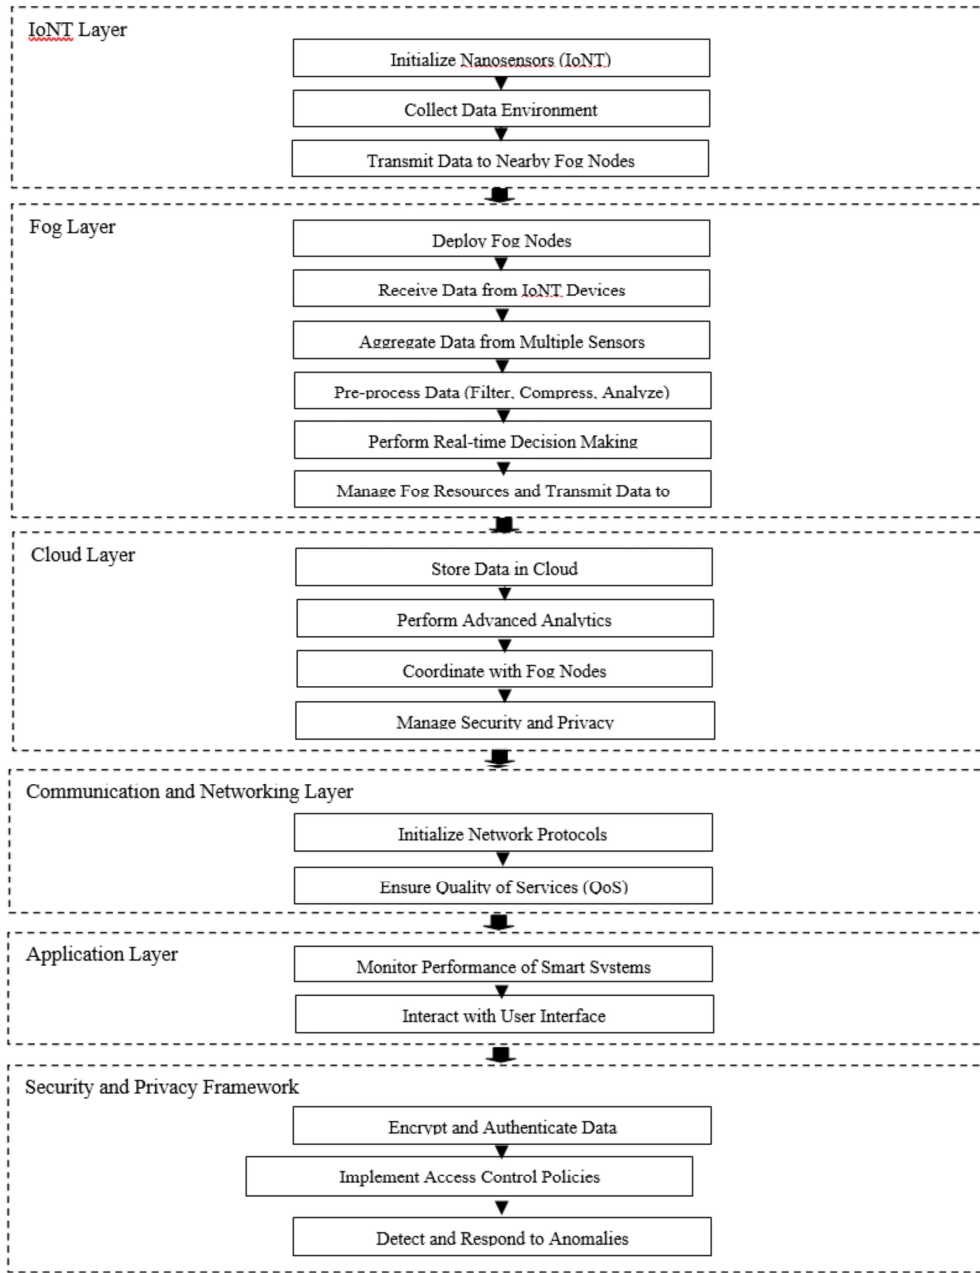 IoNT Layer
Initialize Nanosensors (IoNT)
Collect Data Environment
Transmit Data to Nearby Fog Nodes
Fog Layer
Deploy Fog Nodes
Receive Data from IoNT Devices
Aggregate Data from Multiple Sensors
Pre-process Data (Filter, Compress, Analyze)
Perform Real-time Decision Making
Manage Fog Resources and Transmit Data to
Cloud Layer
Store Data in Cloud
Perform Advanced Analytics
Coordinate with Fog Nodes
Manage Security and Privacy
Communication and Networking Layer
Initialize Network Protocols
Ensure Quality of Services (QoS)
Application Layer
Monitor Performance of Smart Systems
Interact with User Interface
Security and Privacy Framework
Encrypt and Authenticate Data
Implement Access Control Policies
Detect and Respond to Anomalies